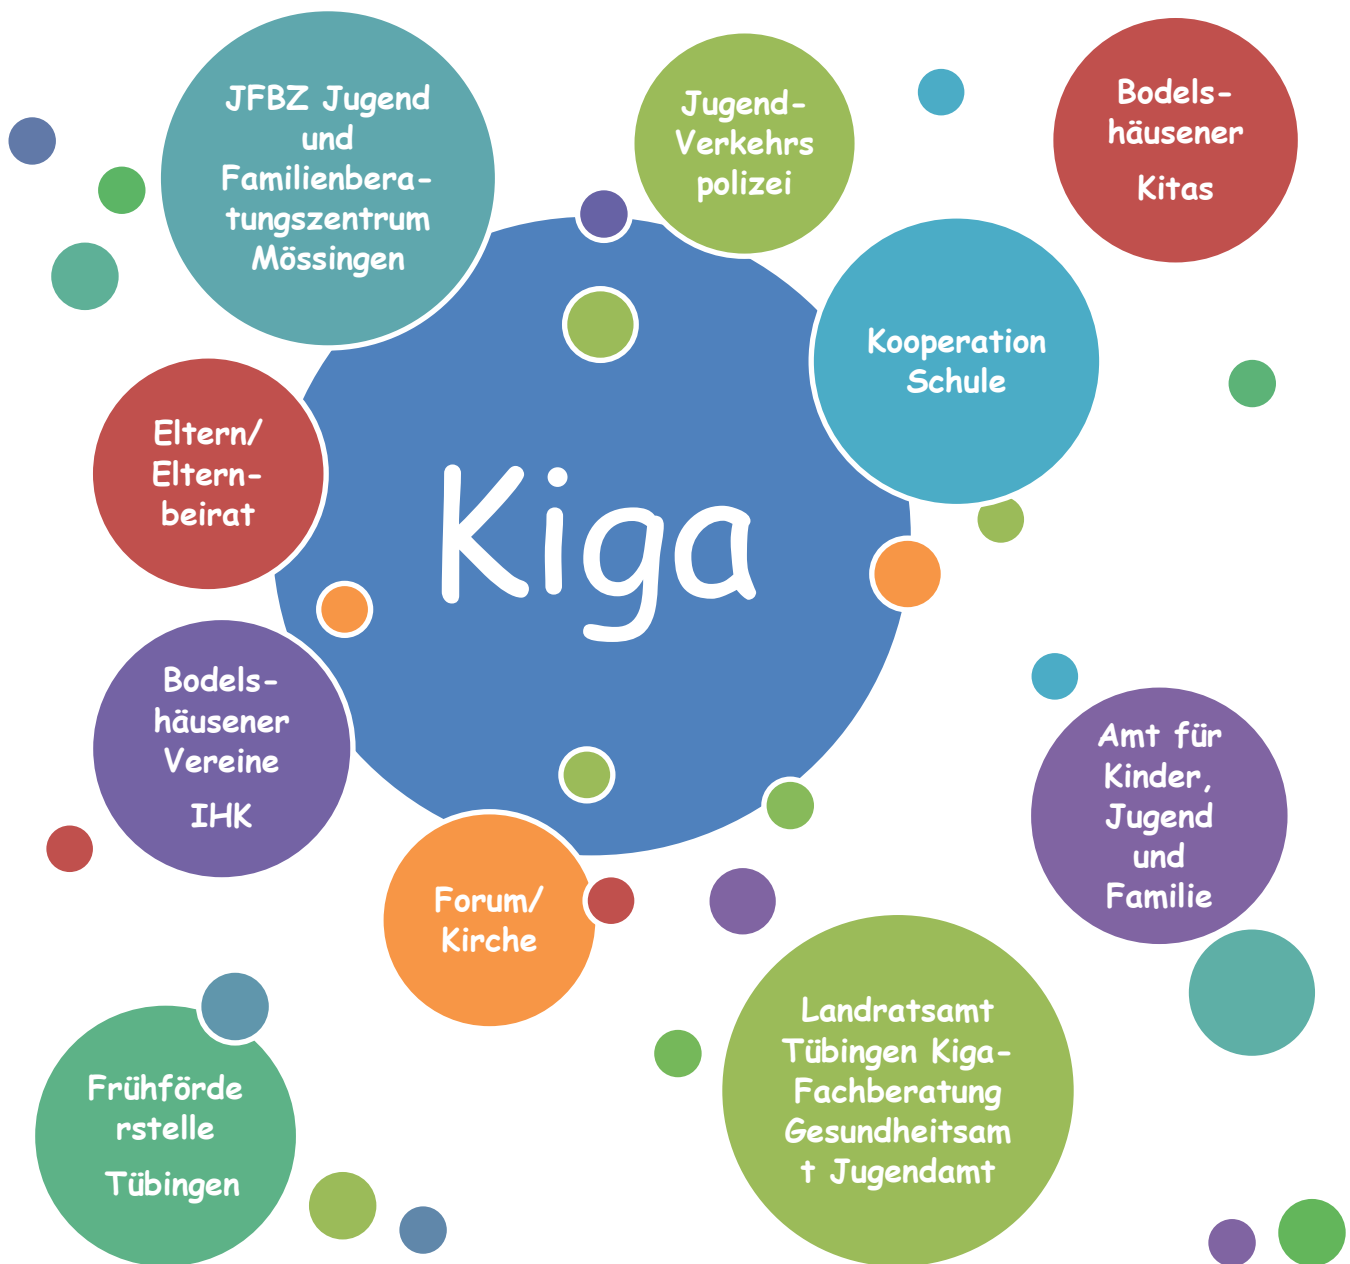 JFBZ Jugend
und
Familienbera-
tungszentrum
Mössingen
Jugend-
Verkehrs
polizei
Bodels-
häusener
Kitas
Kooperation
Schule
Eltern/
Eltern-
beirat
Kiga
Bodels-
häusener
Vereine
IHK
Amt für
Kinder,
Jugend
und
Familie
Forum/
Kirche
Landratsamt
Tübingen Kiga-
Fachberatung
Gesundheitsam
t Jugendamt
Frühförde
rstelle
Tübingen